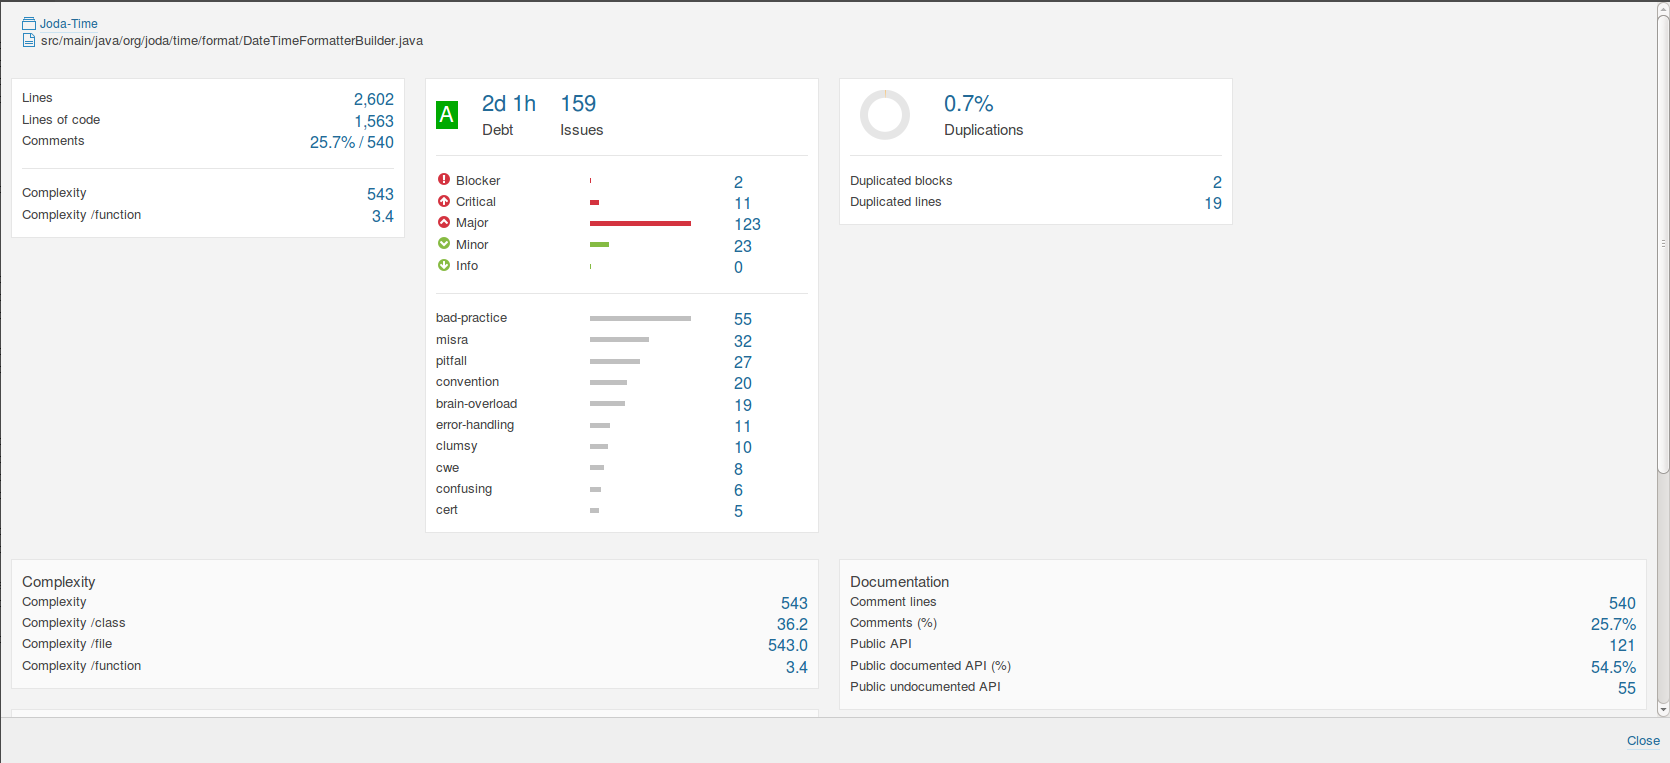 Joda-Time
src/main/java/org/joda/time/format/DateTimeFormatterBuilder.java
Lines 2,602
Lines of code 1,563
Comments 25.7% / 540
Complexity 543
Complexity /function 3.4
A 2d 1h 159
Debt Issues
Blocker 2
Critical 11
Major 123
Minor 23
Info 0
bad-practice 55
misra 32
pitfall 27
convention 20
brain-overload 19
error-handling 11
clumsy 10
cwe 8
confusing 6
cert 5
0.7%
Duplications
Duplicated blocks 2
Duplicated lines 19
Complexity
Complexity 543
Complexity /class 36.2
Complexity /file 543.0
Complexity /function 3.4
Documentation
Comment lines 540
Comments (%) 25.7%
Public API 121
Public documented API (%) 54.5%
Public undocumented API 55
Close